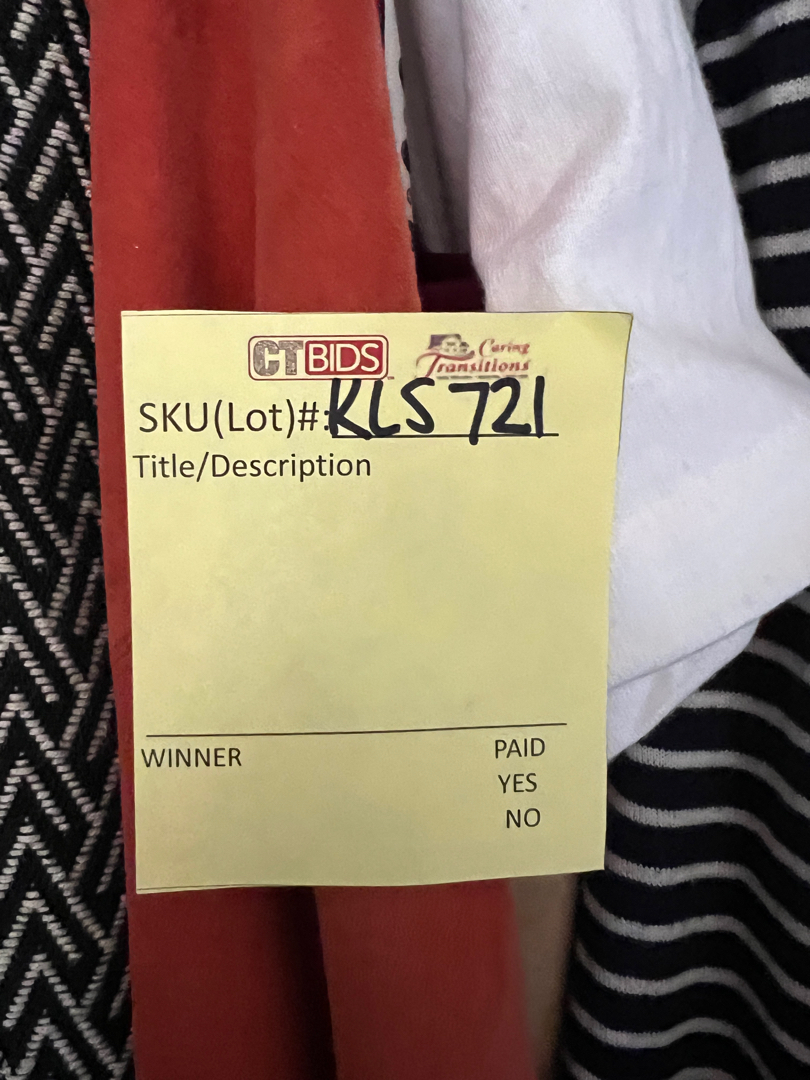 CTBIDS Caring Transitions
SKU(Lot)#: KLS 721
Title/Description
WINNER PAID
YES
NO